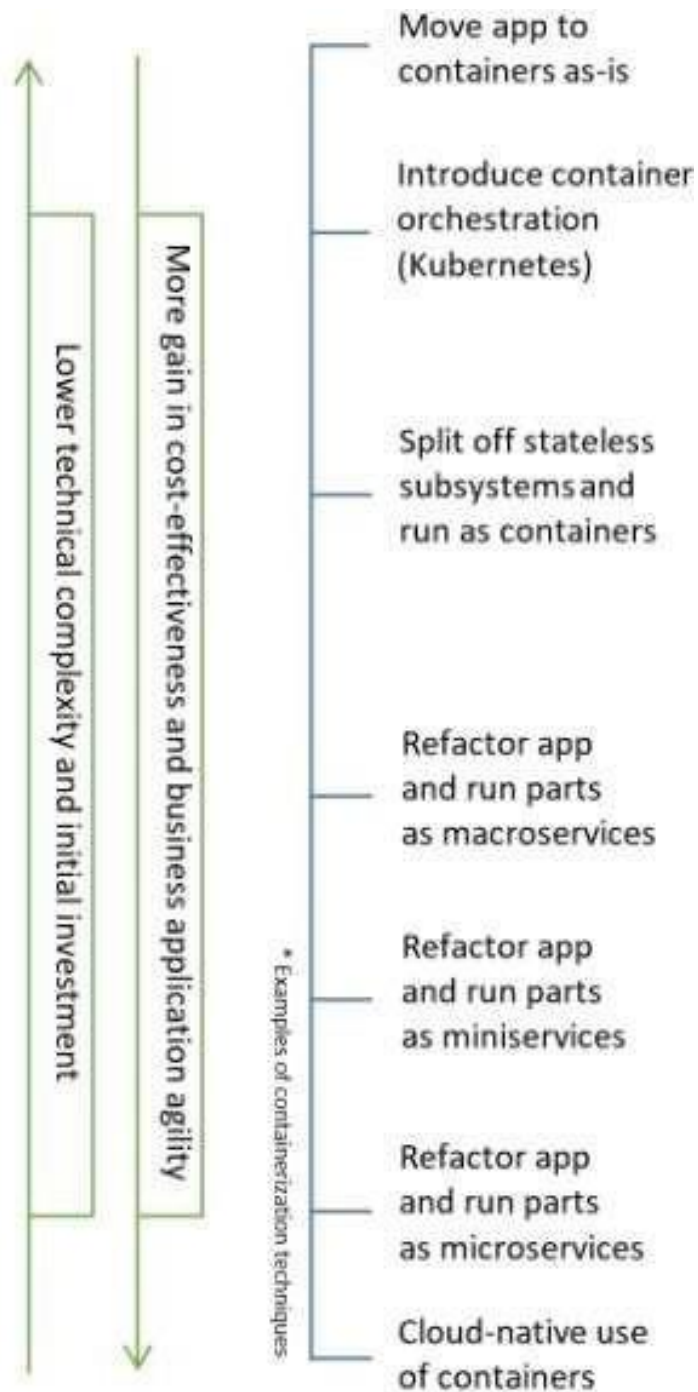 Move app to
containers as-is
Introduce container
orchestration
(Kubernetes)
Split off stateless
subsystems and
run as containers
Refactor app
and run parts
as macroservices
Refactor app
and run parts
as miniservices
Refactor app
and run parts
as microservices
Cloud-native use
of containers
Lower technical complexity and initial investment
More gain in cost-effectiveness and business application agility
* Examples of containerization techniques